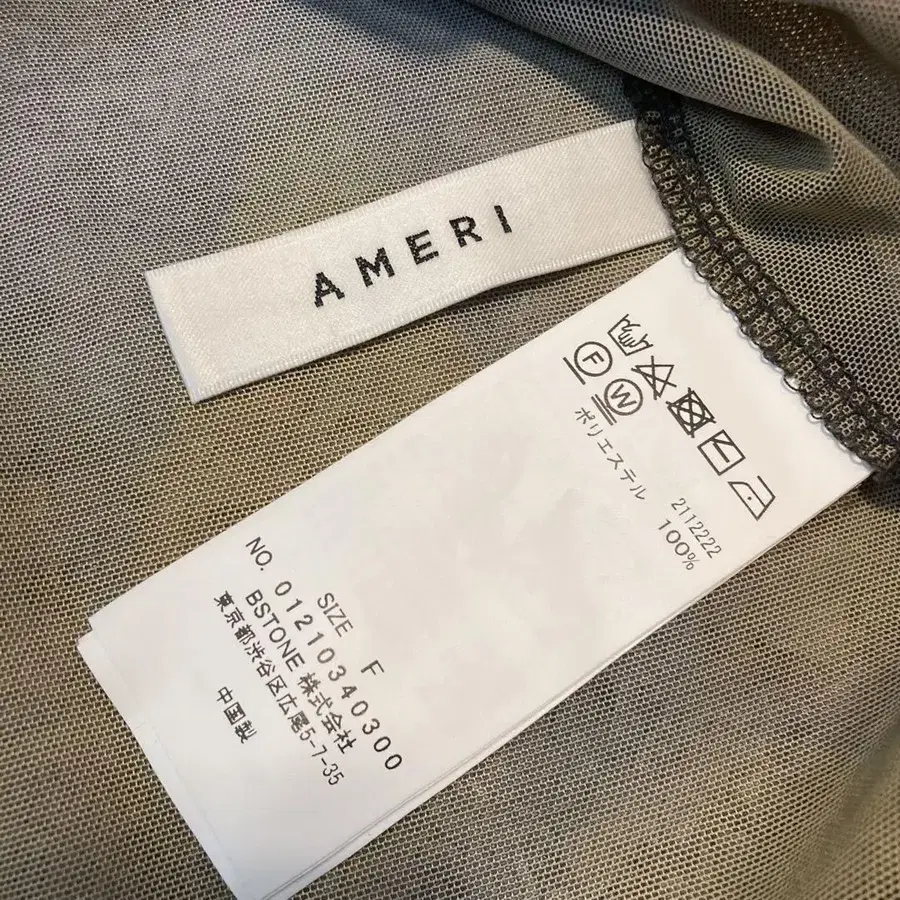 AMERI
F
W
ポリエステル 100%
2112222
SIZE F
NO. 01210340300
BSTONE 株式会社
東京都渋谷区広尾5-7-35
中国製